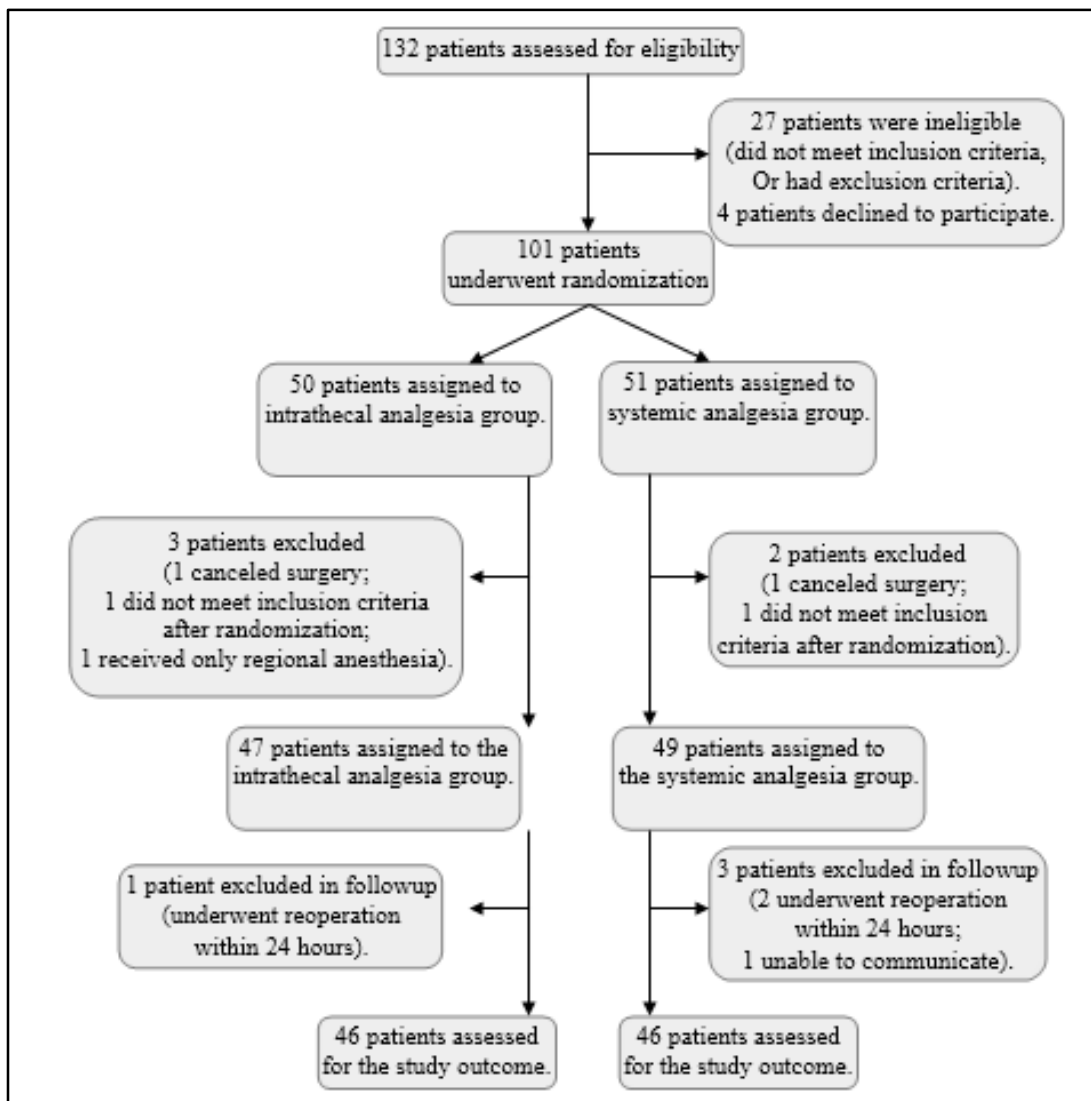 132 patients assessed for eligibility
27 patients were ineligible
(did not meet inclusion criteria,
Or had exclusion criteria).
4 patients declined to participate.
101 patients
underwent randomization
50 patients assigned to
intrathecal analgesia group.
51 patients assigned to
systemic analgesia group.
3 patients excluded
(1 canceled surgery;
1 did not meet inclusion criteria
after randomization;
1 received only regional anesthesia).
2 patients excluded
(1 canceled surgery;
1 did not meet inclusion
criteria after randomization).
47 patients assigned to the
intrathecal analgesia group.
49 patients assigned to
the systemic analgesia group.
1 patient excluded in followup
(underwent reoperation
within 24 hours).
3 patients excluded in followup
(2 underwent reoperation
within 24 hours;
1 unable to communicate).
46 patients assessed
for the study outcome.
46 patients assessed
for the study outcome.